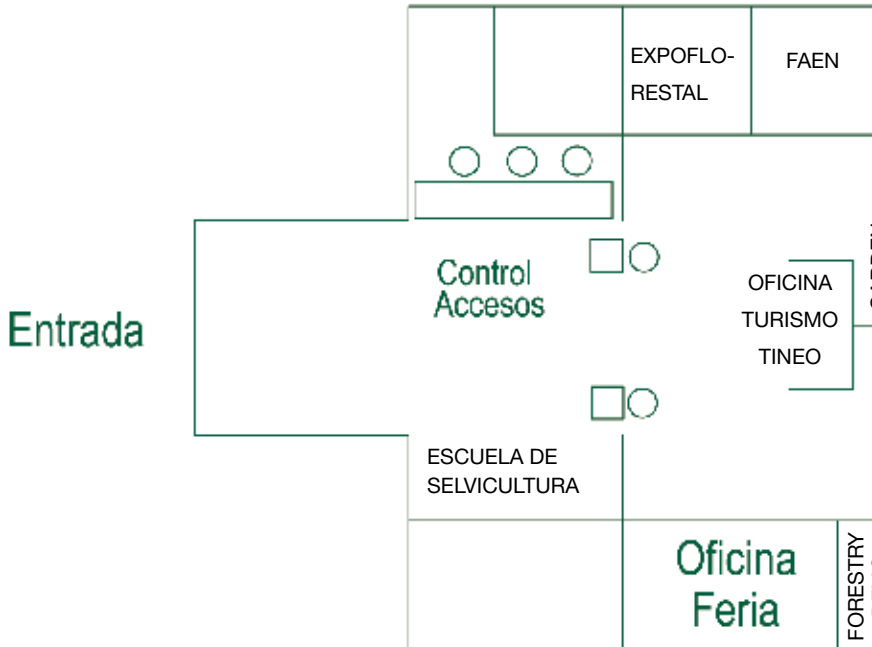 EXPOFLO-
RESTAL
FAEN
Control
Accesos
OFICINA
TURISMO
TINEO
Entrada
ESCUELA DE
SELVICULTURA
Oficina
Feria
FORESTRY